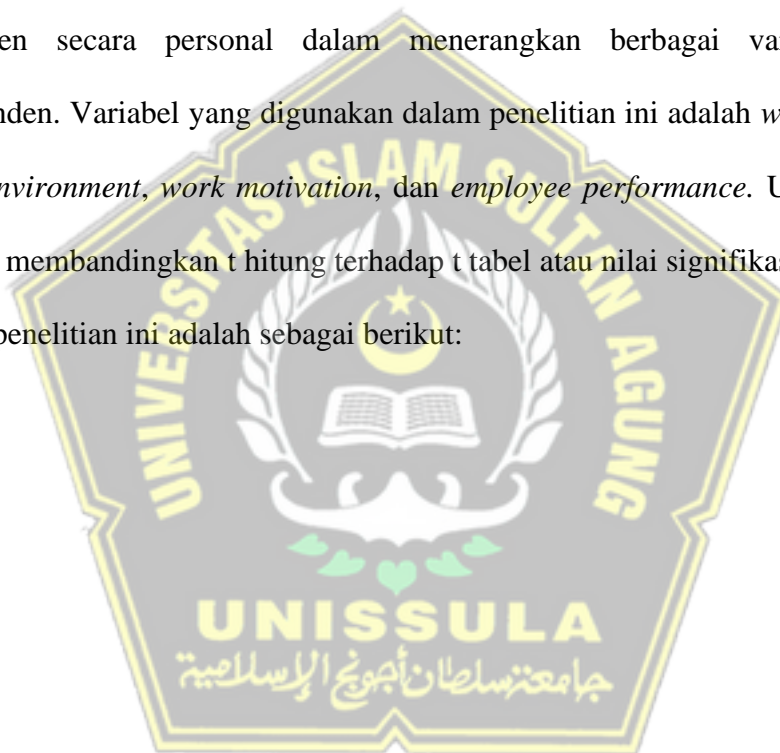 en secara personal dalam menerangkan berbagai va
nden. Variabel yang digunakan dalam penelitian ini adalah w
nvironment, work motivation, dan employee performance. U
membandingkan t hitung terhadap t tabel atau nilai signifikas
penelitian ini adalah sebagai berikut:
UNIVERSITAS ISLAM SULTAN AGUNG
UNISSULA
جامعة سلطان أجونج الإسلامية